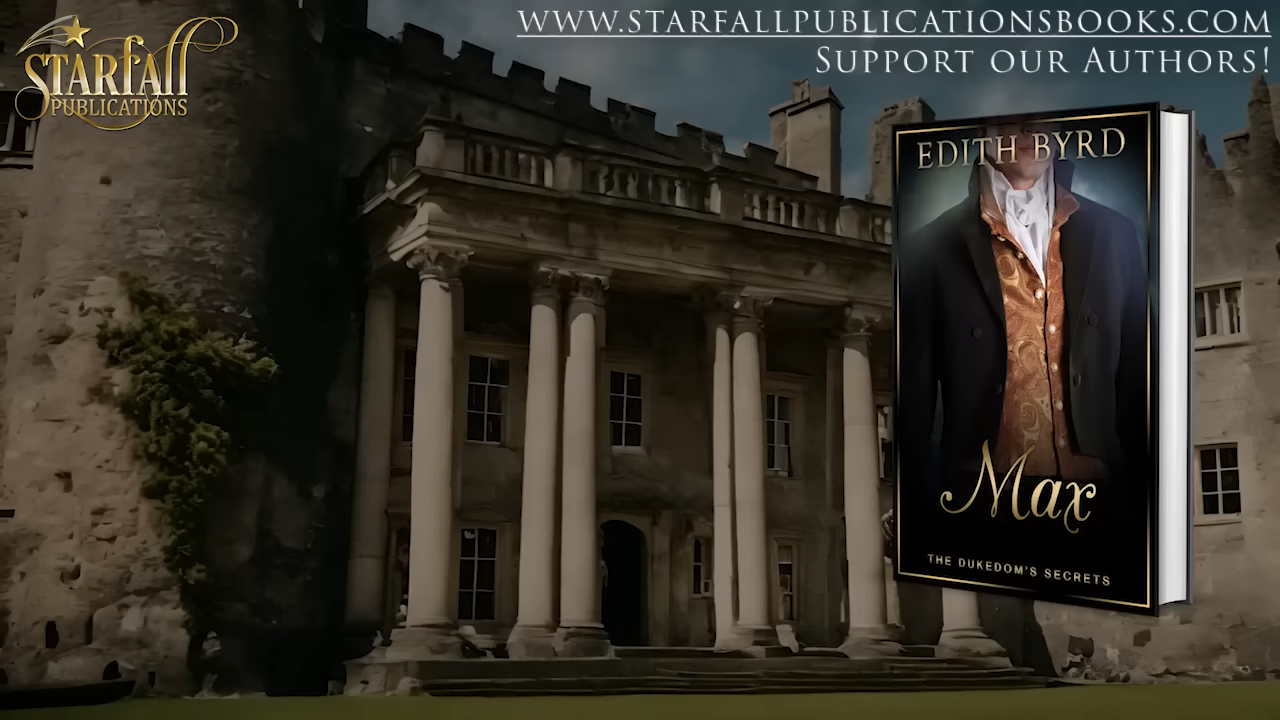 STARfall
PUBLICATIONS
WWW.STARFALLPUBLICATIONSBOOKS.COM
SUPPORT OUR AUTHORS!
EDITH BYRD
Max
THE DUKEDOM'S SECRETS